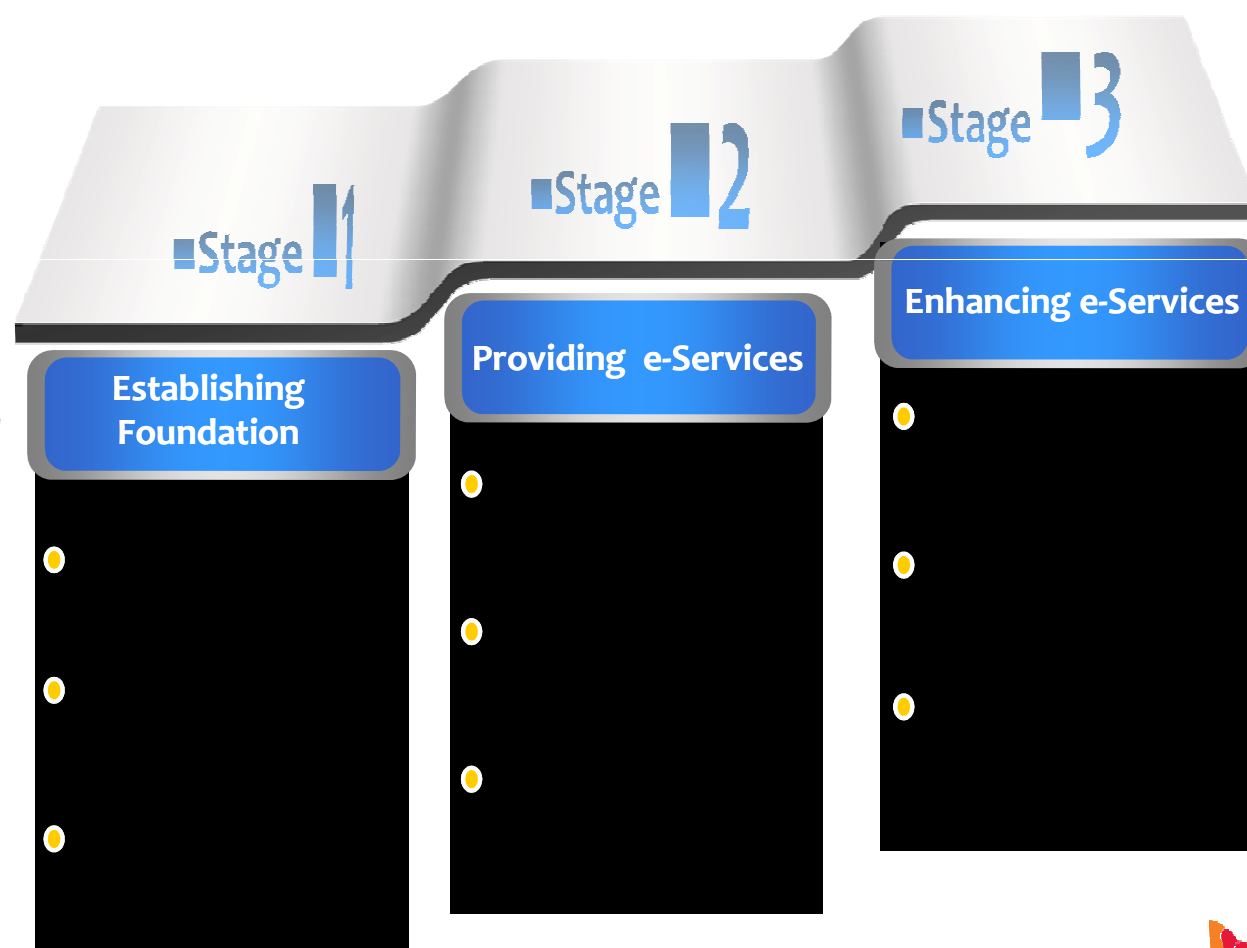 Stage 1
Stage 2
Stage 3
Establishing
Foundation
Providing e-Services
Enhancing e-Services